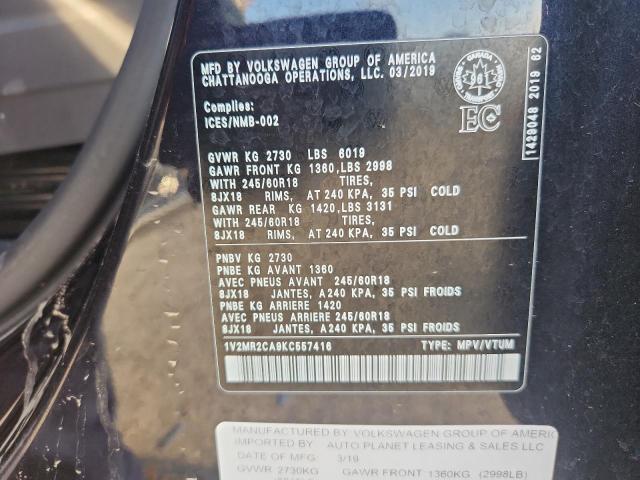 MFD BY VOLKSWAGEN GROUP OF AMERICA
CHATTANOOGA OPERATIONS, LLC. 03/2019
Complies:
ICES/NMB-002
CANADA
EC
1429048 2019 62
GVWR KG 2730 LBS 6019
GAWR FRONT KG 1360,LBS 2998
WITH 245/60R18 TIRES,
8JX18 RIMS, AT 240 KPA, 35 PSI COLD
GAWR REAR KG 1420,LBS 3131
WITH 245/60R18 TIRES,
8JX18 RIMS, AT 240 KPA, 35 PSI COLD
PNBV KG 2730
PNBE KG AVANT 1360
AVEC PNEUS AVANT 245/60R18
8JX18 JANTES, A 240 KPA, 35 PSI FROIDS
PNBE KG ARRIERE 1420
AVEC PNEUS ARRIERE 245/60R18
8JX18 JANTES, A 240 KPA, 35 PSI FROIDS
1V2MR2CA9KC557416 TYPE: MPV/VTUM
MANUFACTURED BY VOLKSWAGEN GROUP OF AMERIC
IMPORTED BY AUTO PLANET LEASING & SALES LLC
DATE 3/19
GVWR 2730KG GAWR FRONT 1360KG (2998LB)